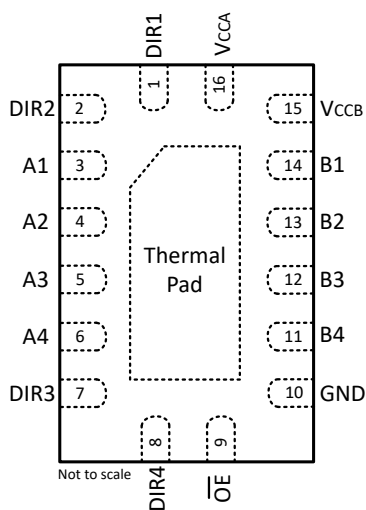 DIR1
VCCA
1
16
DIR2 2
15 VCCB
A1 3
14 B1
A2 4
13 B2
A3 5
12 B3
A4 6
11 B4
DIR3 7
10 GND
Thermal
Pad
8
9
Not to scale
DIR4
O̅E̅